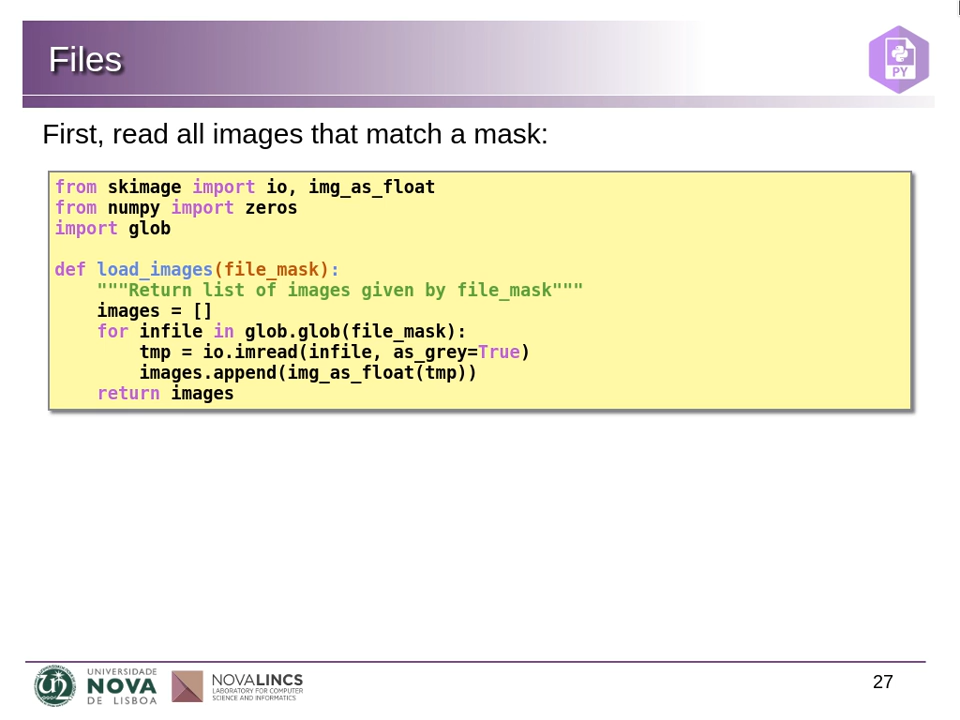 Files
PY
First, read all images that match a mask:
from skimage import io, img_as_float
from numpy import zeros
import glob
def load_images(file_mask):
    """Return list of images given by file_mask"""
    images = []
    for infile in glob.glob(file_mask):
        tmp = io.imread(infile, as_grey=True)
        images.append(img_as_float(tmp))
    return images
UNIVERSIDADE
NOVA
DE LISBOA
NOVALINCS
LABORATORY FOR COMPUTER
SCIENCE AND INFORMATICS
27